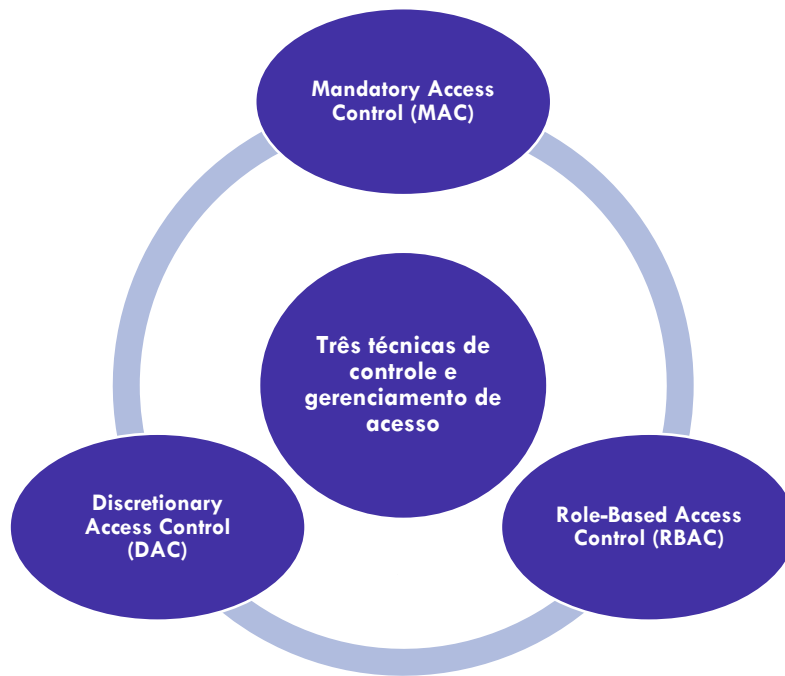 Mandatory Access
Control (MAC)
Três técnicas de
controle e
gerenciamento de
acesso
Discretionary
Access Control
(DAC)
Role-Based Access
Control (RBAC)